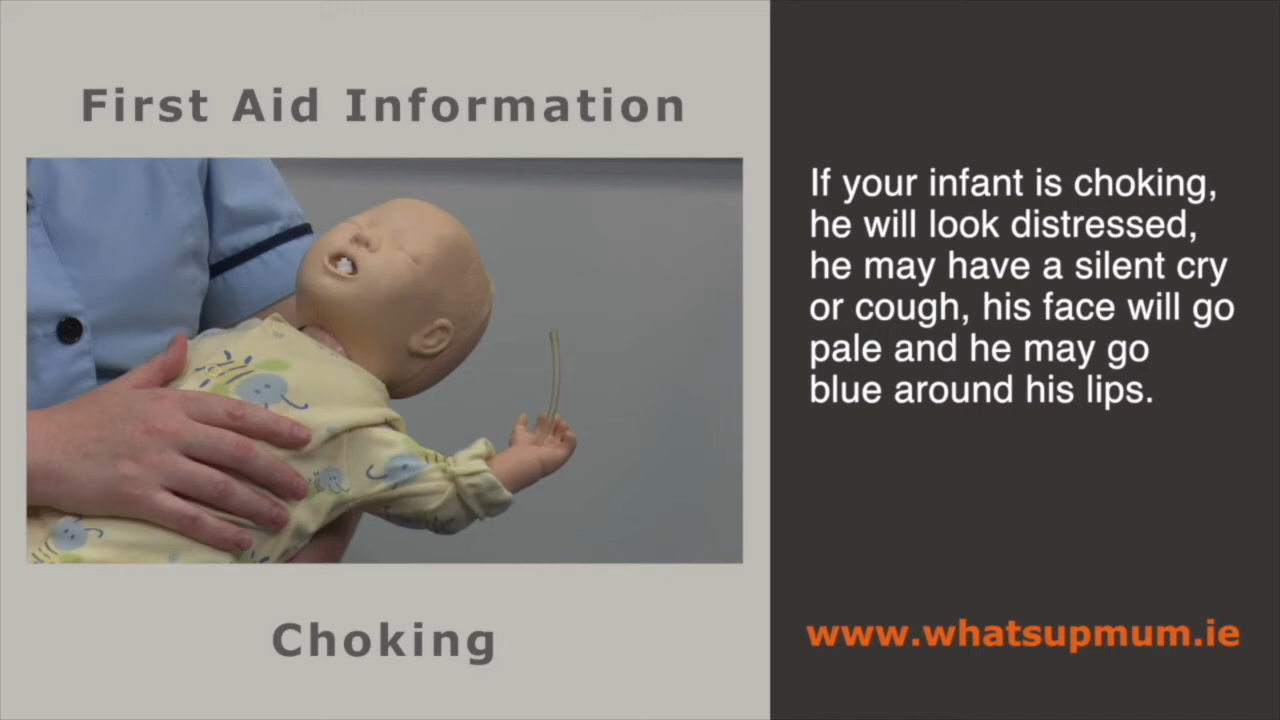 First Aid Information
If your infant is choking,
he will look distressed,
he may have a silent cry
or cough, his face will go
pale and he may go
blue around his lips.
Choking
www.whatsupmum.ie